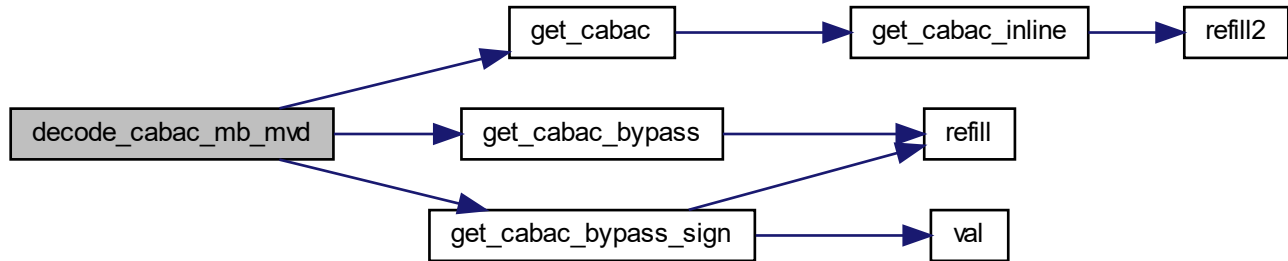 get_cabac
get_cabac_inline
refill2
decode_cabac_mb_mvd
get_cabac_bypass
refill
get_cabac_bypass_sign
val